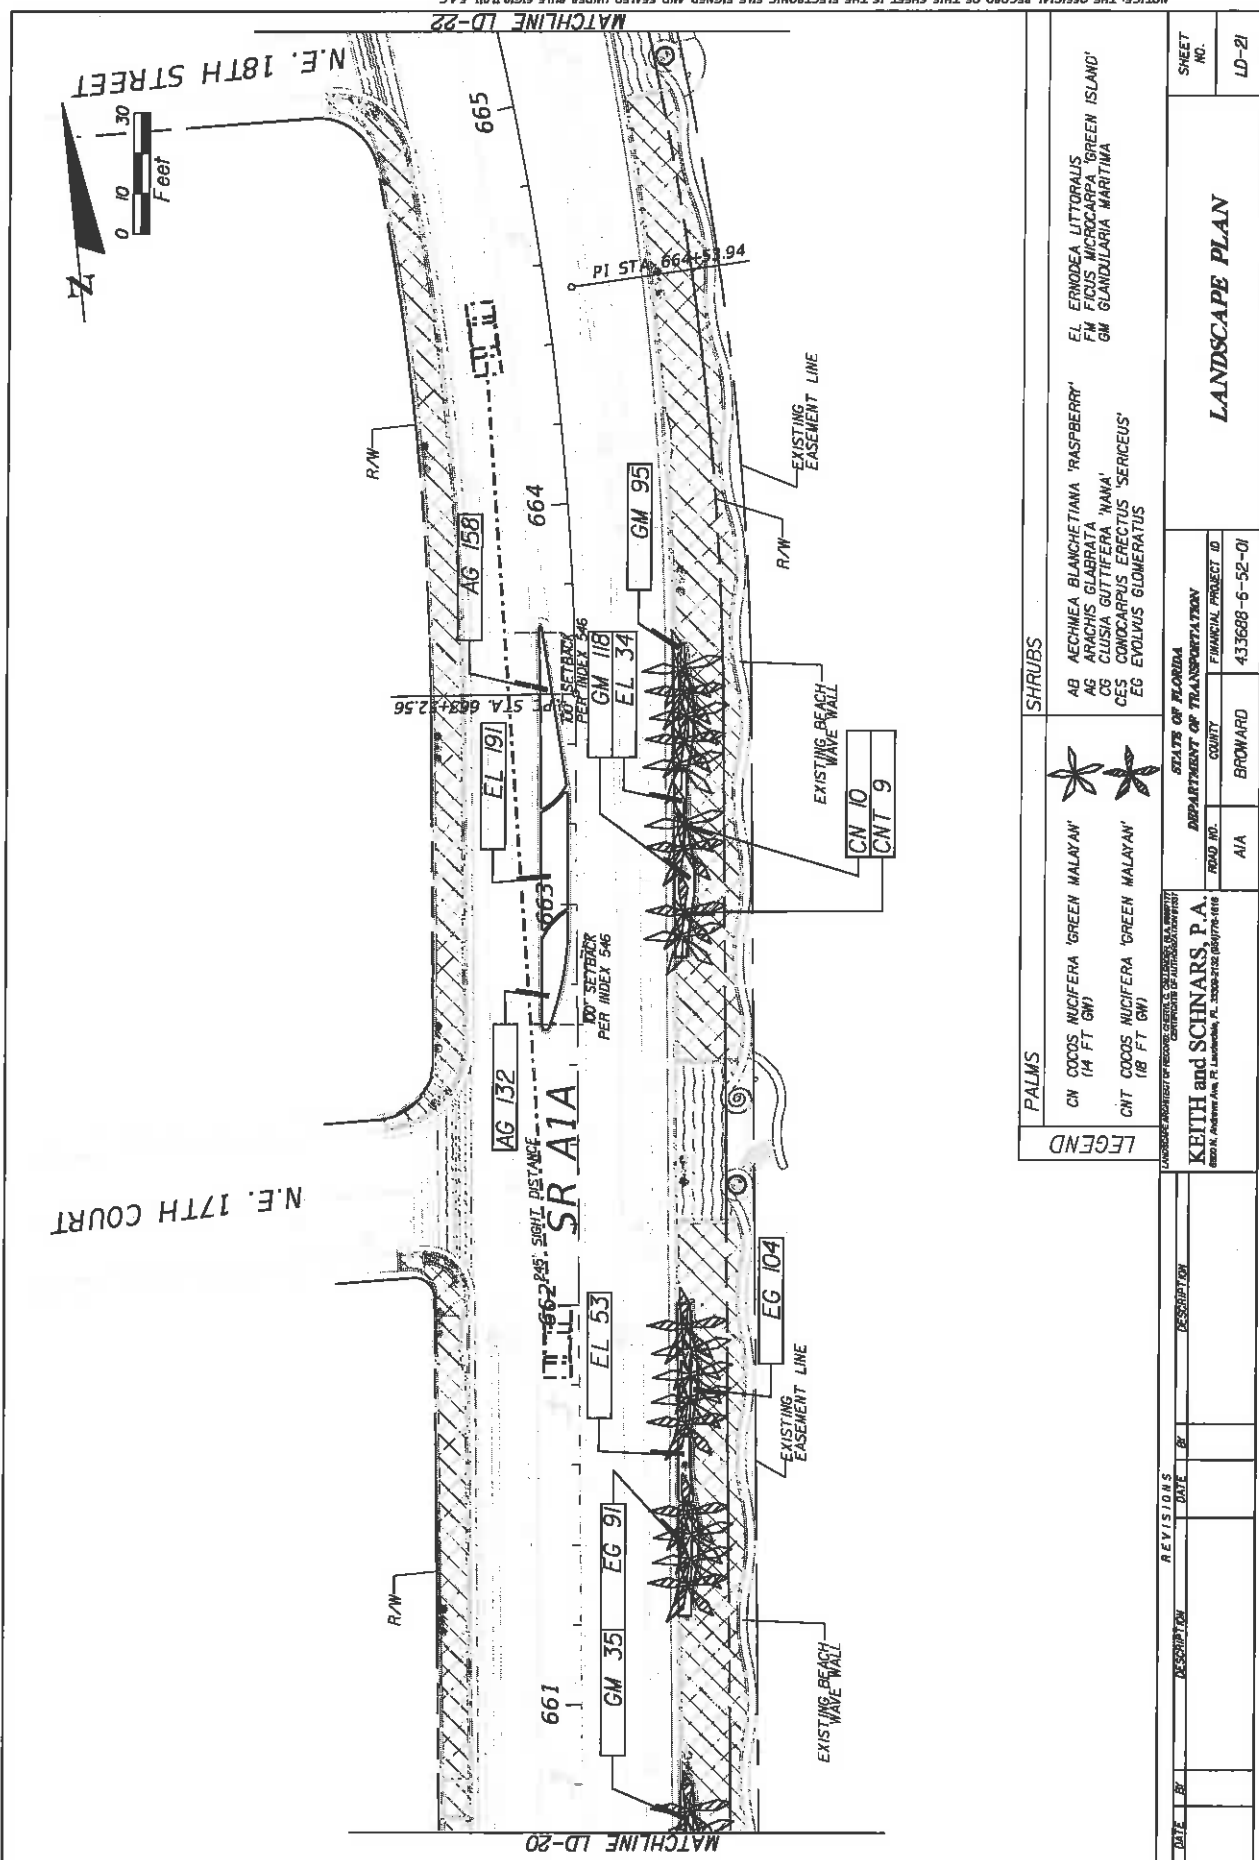 MATCHLINE LD-22
N.E. 18TH STREET
0 10 30
Feet
Z
665
PI STA. 664+53.94
R/W
EXISTING
EASEMENT LINE
664
AG 158
GM 95
R/W
PC STA. 663+52.56
100' SETBACK
PER INDEX 546
GM 118
EL 34
EL 191
EXISTING BEACH
WAVE WALL
663
CN 10
CNT 9
100' SETBACK
PER INDEX 546
AG 132
245' SIGHT DISTANCE
SR A1A
N.E. 17TH COURT
662
EL 53
EG 104
EXISTING
EASEMENT LINE
R/W
GM 35
EG 91
661
EXISTING BEACH
WAVE WALL
MATCHLINE LD-20
LEGEND
PALMS
CN COCOS NUCIFERA 'GREEN MALAYAN'
(14 FT GW)
CNT COCOS NUCIFERA 'GREEN MALAYAN'
(18 FT GW)
SHRUBS
AB AECHMEA BLANCHETIANA 'RASPBERRY'
AG ARACHIS GLABRATA
CG CLUSIA GUTTIFERA 'NANA'
CES CONOCARPUS ERECTUS 'SERICEUS'
EG EVOLVUS GLOMERATUS
EL ERNODEA LITTORALIS
FM FICUS MICROCARPA 'GREEN ISLAND'
GM GLANDULARIA MARITIMA
REVISIONS
DATE BY DESCRIPTION DATE BY DESCRIPTION
KEITH and SCHNARS, P.A.
STATE OF FLORIDA
DEPARTMENT OF TRANSPORTATION
ROAD NO. COUNTY FINANCIAL PROJECT ID
A1A BROWARD 433688-6-52-01
LANDSCAPE PLAN
SHEET
NO.
LD-21